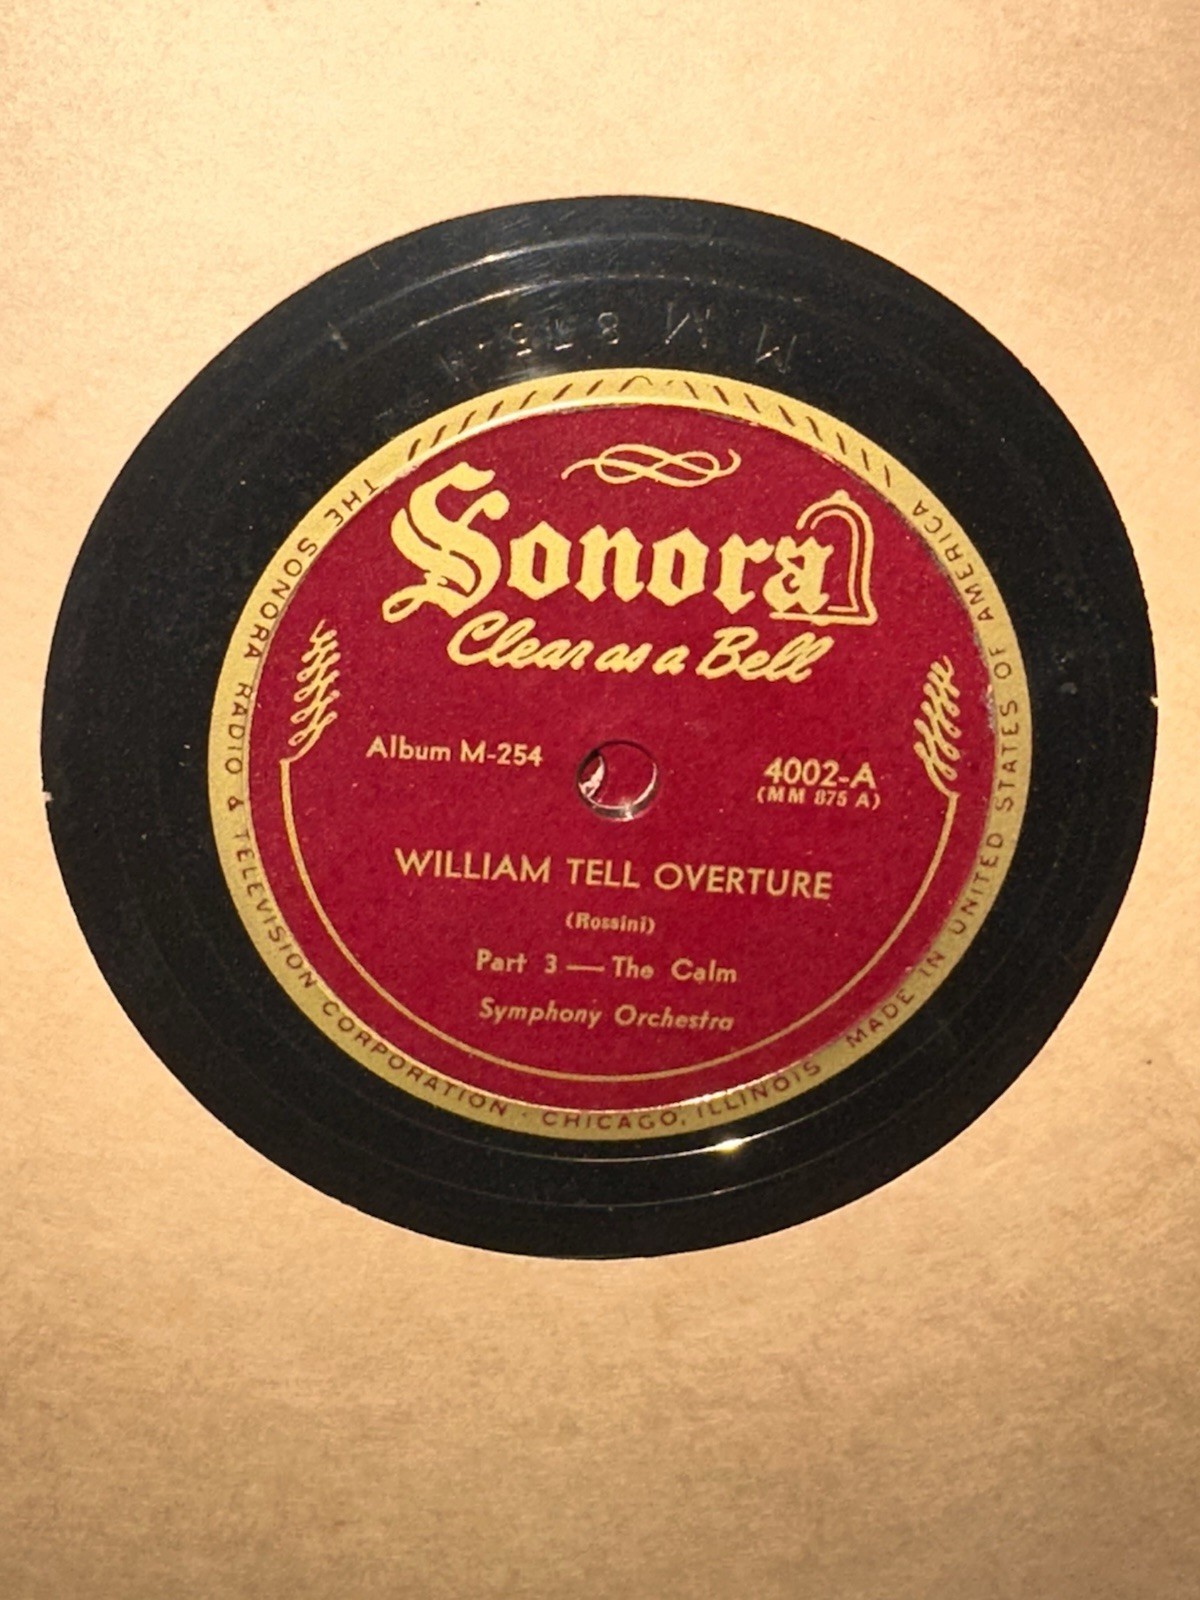 M M 875-A
Sonora
Clear as a Bell
Album M-254
4002-A
(MM 875 A)
WILLIAM TELL OVERTURE
(Rossini)
Part 3 — The Calm
Symphony Orchestra
THE SONORA RADIO & TELEVISION CORPORATION · CHICAGO, ILLINOIS MADE IN UNITED STATES OF AMERICA